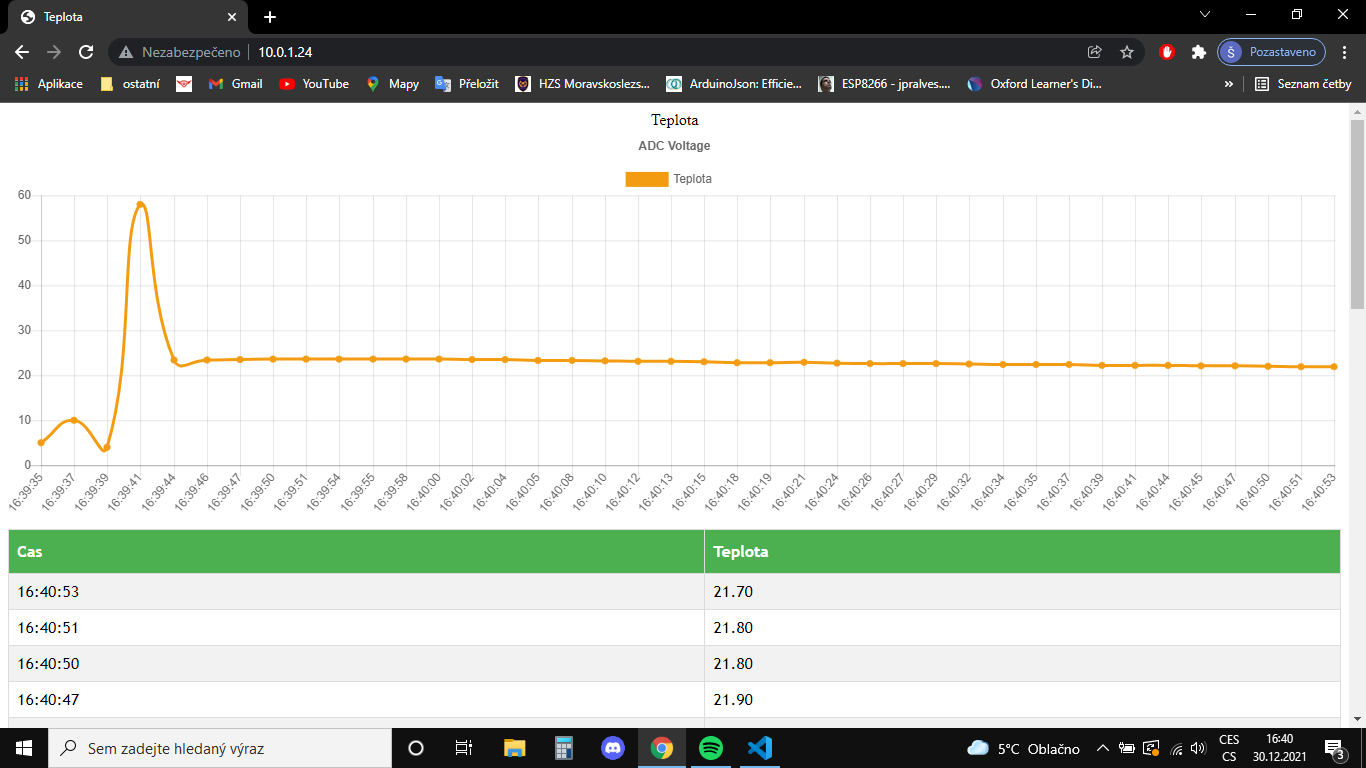 Teplota
Nezabezpečeno 10.0.1.24 Š Pozastaveno
Aplikace ostatní Gmail YouTube Mapy Přeložit HZS Moravskoslezs... ArduinoJson: Efficie... ESP8266 - jpralves.... Oxford Learner's Di... » Seznam četby
Teplota
ADC Voltage
Teplota
60
50
40
30
20
10
0
16:39:35 16:39:37 16:39:39 16:39:41 16:39:44 16:39:46 16:39:47 16:39:50 16:39:51 16:39:54 16:39:55 16:39:58 16:40:00 16:40:02 16:40:04 16:40:05 16:40:08 16:40:10 16:40:12 16:40:13 16:40:15 16:40:18 16:40:19 16:40:21 16:40:24 16:40:26 16:40:27 16:40:29 16:40:32 16:40:34 16:40:35 16:40:37 16:40:39 16:40:41 16:40:44 16:40:45 16:40:47 16:40:50 16:40:51 16:40:53
Cas Teplota
16:40:53 21.70
16:40:51 21.80
16:40:50 21.80
16:40:47 21.90
Sem zadejte hledaný výraz 5°C Oblačno CES 16:40
CS 30.12.2021 3